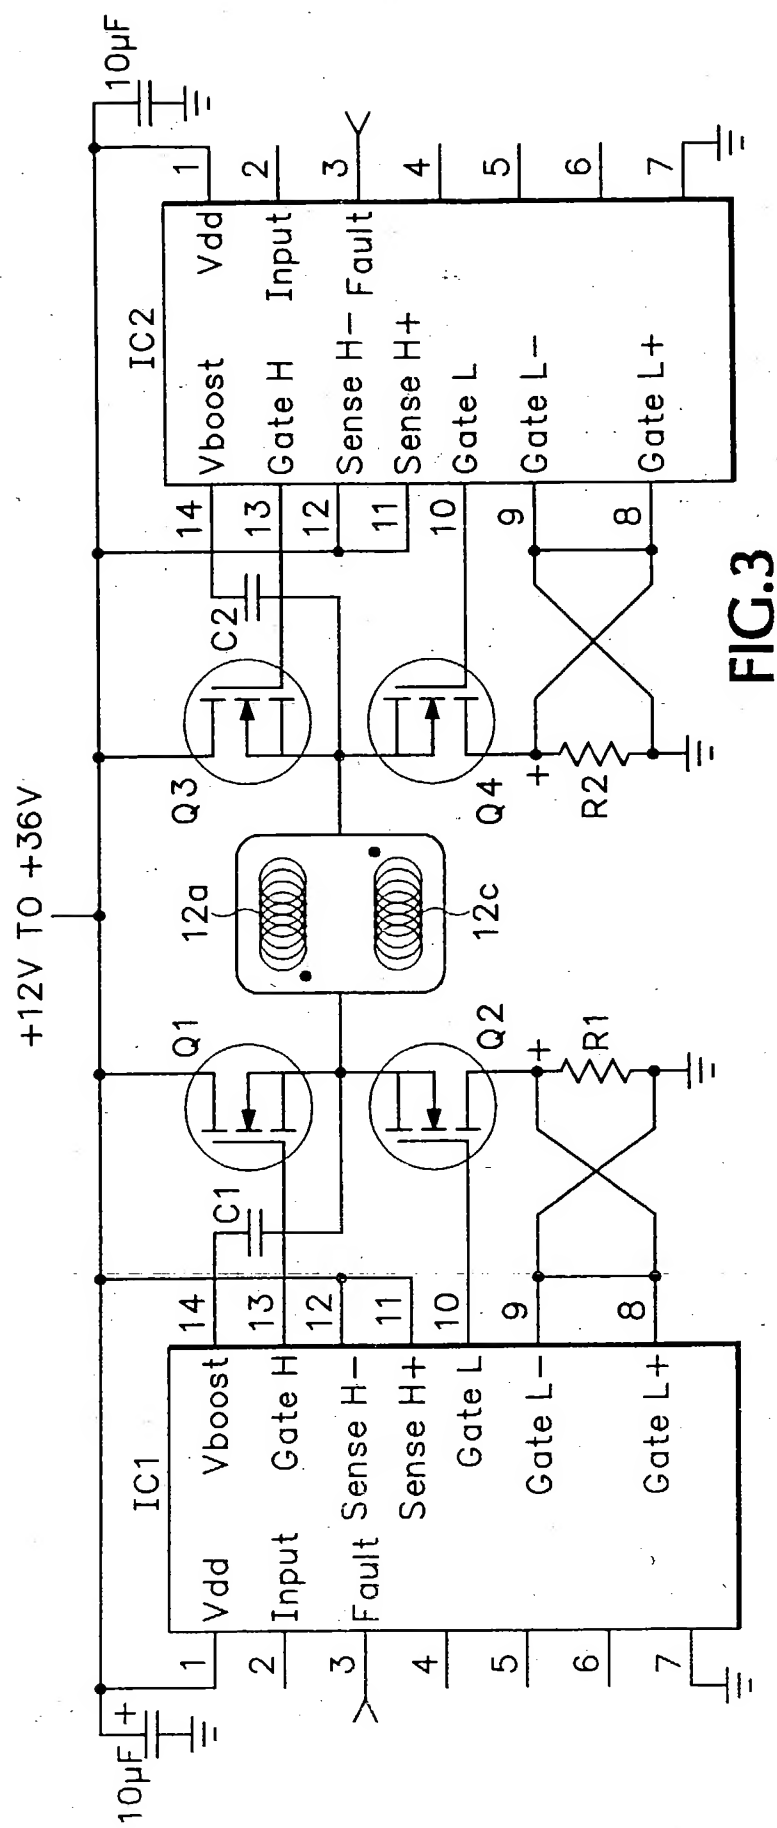 +12V TO +36V
10µF
+
IC1
1
Vdd
2
Input
3
Fault
4
5
6
7
Vboost
14
Gate H
13
Sense H−
12
Sense H+
11
Gate L
10
Gate L−
9
Gate L+
8
C1
Q1
Q2
+
R1
12a
12c
Q3
Q4
+
R2
C2
IC2
14
Vboost
13
Gate H
12
Sense H−
11
Sense H+
10
Gate L
9
Gate L−
8
Gate L+
Vdd
1
Input
2
Fault
3
4
5
6
7
10µF
FIG.3